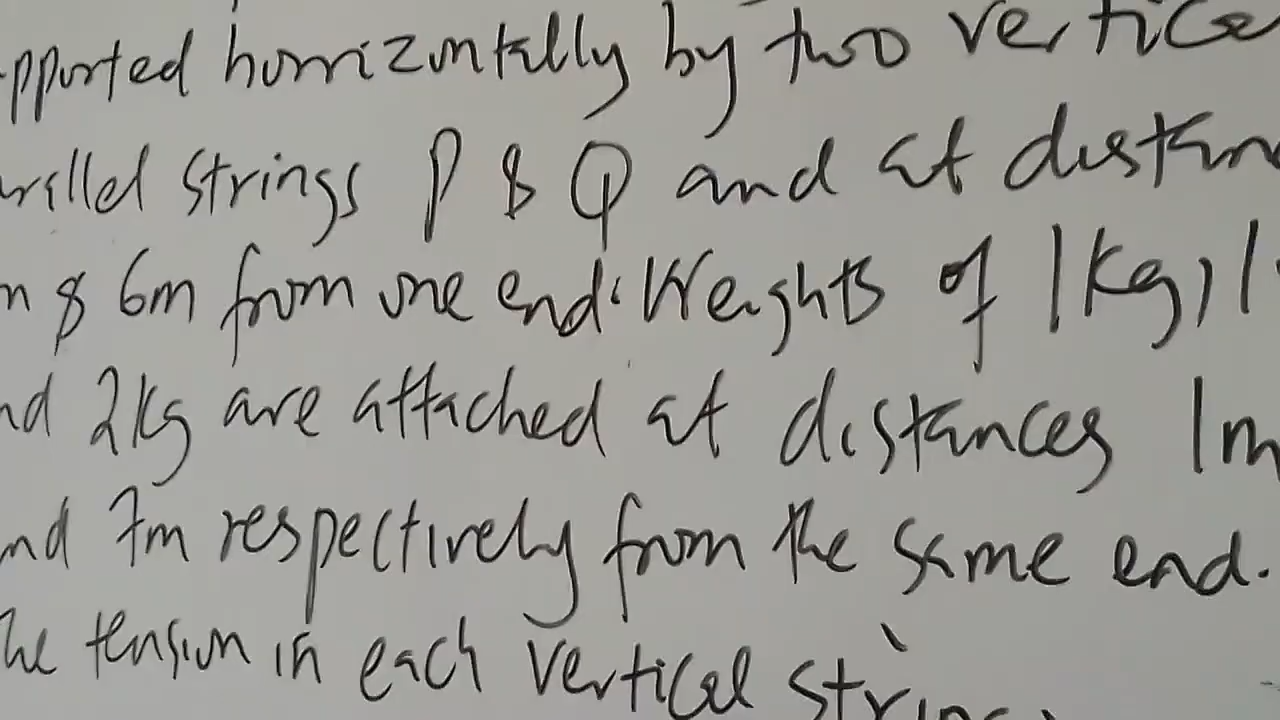 pported horrizontally by two vertica
rallel strings P & Q and at distan
m & 6m from one end. Weights of 1kg, 1.
nd 2kg are attached at distances 1m
nd 7m respectively from the same end.
he tension in each vertical string.